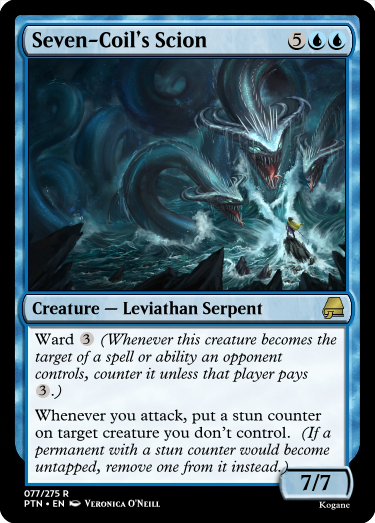 Seven-Coil's Scion 5
Creature — Leviathan Serpent
Ward 3 (Whenever this creature becomes the
target of a spell or ability an opponent
controls, counter it unless that player pays
3.)
Whenever you attack, put a stun counter
on target creature you don't control. (If a
permanent with a stun counter would become
untapped, remove one from it instead.)
7/7
077/275 R
PTN • EN VERONICA O'NEILL
Kogane